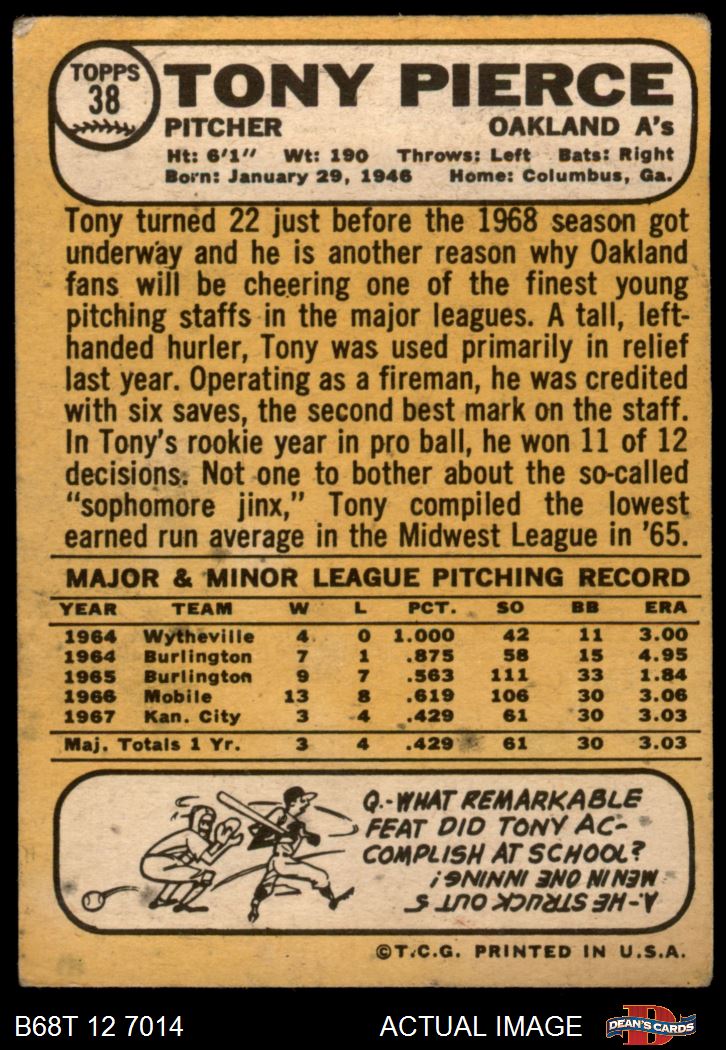 TOPPS
38
TONY PIERCE
PITCHER OAKLAND A's
Ht: 6'1" Wt: 190 Throws: Left Bats: Right
Born: January 29, 1946 Home: Columbus, Ga.
Tony turned 22 just before the 1968 season got
underway and he is another reason why Oakland
fans will be cheering one of the finest young
pitching staffs in the major leagues. A tall, left-
handed hurler, Tony was used primarily in relief
last year. Operating as a fireman, he was credited
with six saves, the second best mark on the staff.
In Tony's rookie year in pro ball, he won 11 of 12
decisions. Not one to bother about the so-called
"sophomore jinx," Tony compiled the lowest
earned run average in the Midwest League in '65.
MAJOR & MINOR LEAGUE PITCHING RECORD
YEAR TEAM W L PCT. SO BB ERA
1964 Wytheville 4 0 1.000 42 11 3.00
1964 Burlington 7 1 .875 58 15 4.95
1965 Burlington 9 7 .563 111 33 1.84
1966 Mobile 13 8 .619 106 30 3.06
1967 Kan. City 3 4 .429 61 30 3.03
Maj. Totals 1 Yr. 3 4 .429 61 30 3.03
Q.-WHAT REMARKABLE
FEAT DID TONY AC-
COMPLISH AT SCHOOL?
A-HE STRUCK OUT 5
MEN IN ONE INNING!
©T.C.G. PRINTED IN U.S.A.
B68T 12 7014 ACTUAL IMAGE
D
DEAN'S CARDS